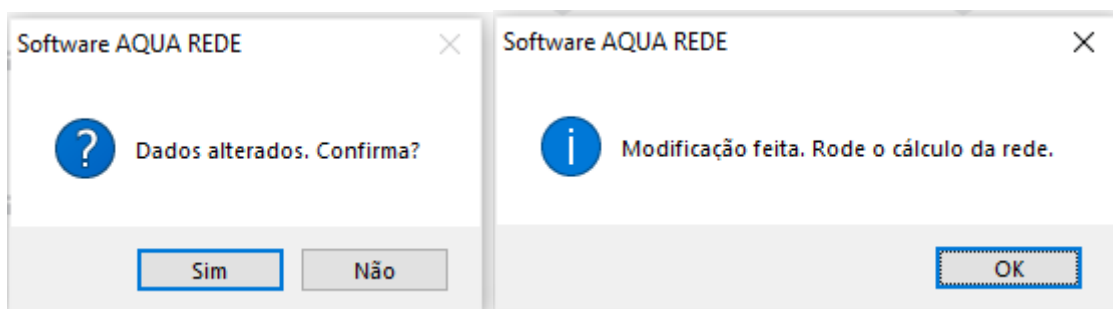 Software AQUA REDE
Dados alterados. Confirma?
Sim
Não
Software AQUA REDE
Modificação feita. Rode o cálculo da rede.
OK